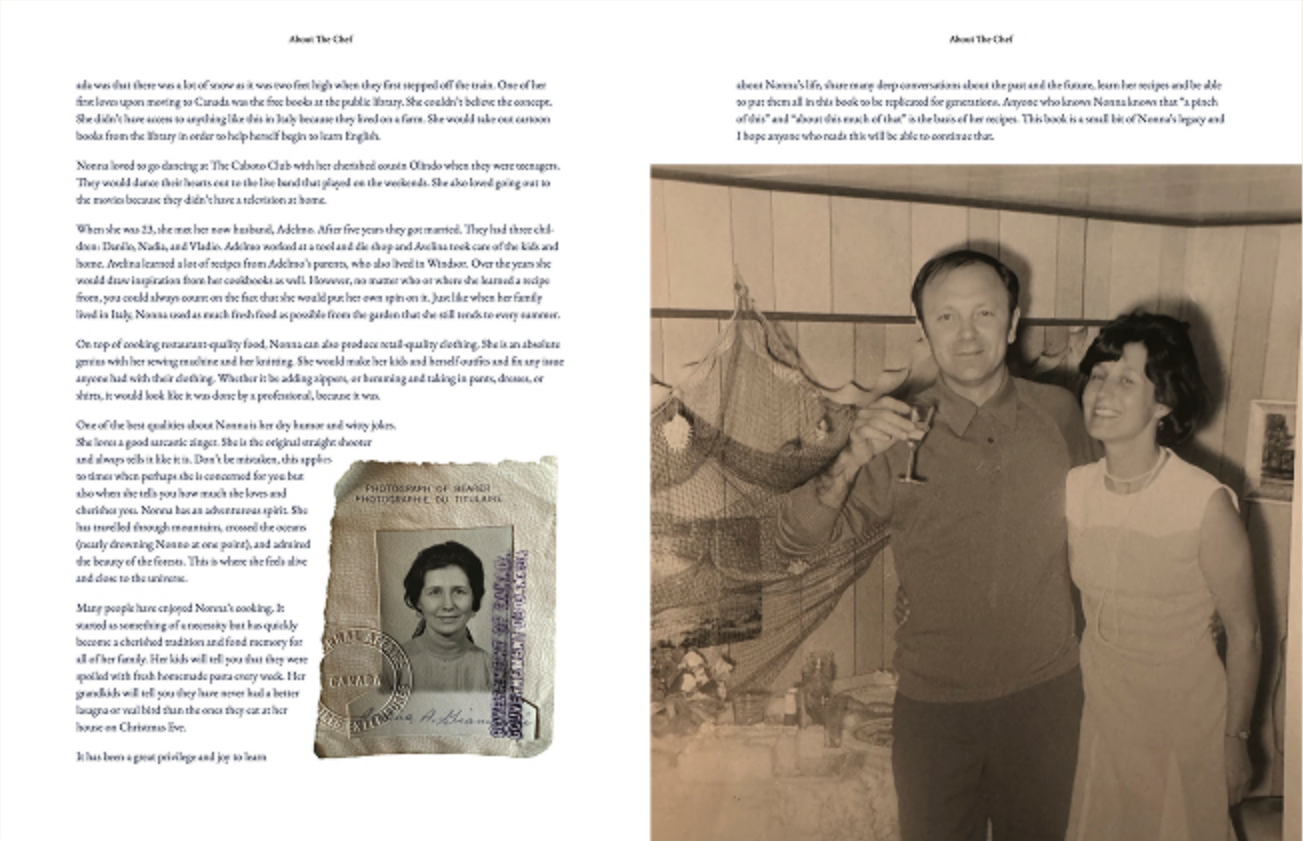 About The Chef
ada was that there was a lot of snow as it was two feet high when they first stepped off the train. One of her
first loves upon moving to Canada was the free books at the public library. She couldn't believe the concept.
She didn't have access to anything like this in Italy because they lived on a farm. She would take out cartoon
books from the library in order to help herself begin to learn English.
Nonna loved to go dancing at The Caboto Club with her cherished cousin Olindo when they were teenagers.
They would dance their hearts out to the live band that played on the weekends. She also loved going out to
the movies because they didn't have a television at home.
When she was 23, she met her now husband, Adelmo. After five years they got married. They had three chil-
dren: Danilo, Nadia, and Vladio. Adelmo worked at a tool and die shop and Avelina took care of the kids and
home. Avelina learned a lot of recipes from Adelmo's parents, who also lived in Windsor. Over the years she
would draw inspiration from her cookbooks as well. However, no matter who or where she learned a recipe
from, you could always count on the fact that she would put her own spin on it. Just like when her family
lived in Italy, Nonna used as much fresh food as possible from the garden that she still tends to every summer.
On top of cooking restaurant-quality food, Nonna can also produce retail-quality clothing. She is an absolute
genius with her sewing machine and her knitting. She would make her kids and herself outfits and fix any issue
anyone had with their clothing. Whether it be adding zippers, or hemming and taking in pants, dresses, or
shirts, it would look like it was done by a professional, because it was.
One of the best qualities about Nonna is her dry humor and witty jokes.
She loves a good sarcastic zinger. She is the original straight shooter
and always tells it like it is. Don't be mistaken, this applies
to times when perhaps she is concerned for you but
also when she tells you how much she loves and
cherishes you. Nonna has an adventurous spirit. She
has travelled through mountains, crossed the oceans
(nearly drowning Nonno at one point), and admired
the beauty of the forests. This is where she feels alive
and close to the universe.
Many people have enjoyed Nonna's cooking. It
started as something of a necessity but has quickly
become a cherished tradition and fond memory for
all of her family. Her kids will tell you that they were
spoiled with fresh homemade pasta every week. Her
grandkids will tell you they have never had a better
lasagna or veal bird than the ones they eat at her
house on Christmas Eve.
It has been a great privilege and joy to learn
PHOTOGRAPH OF BEARER
PHOTOGRAPHIE DU TITULAIRE
CANADA
About The Chef
about Nonna's life, share many deep conversations about the past and the future, learn her recipes and be able
to put them all in this book to be replicated for generations. Anyone who knows Nonna knows that "a pinch
of this" and "about this much of that" is the basis of her recipes. This book is a small bit of Nonna's legacy and
I hope anyone who reads this will be able to continue that.